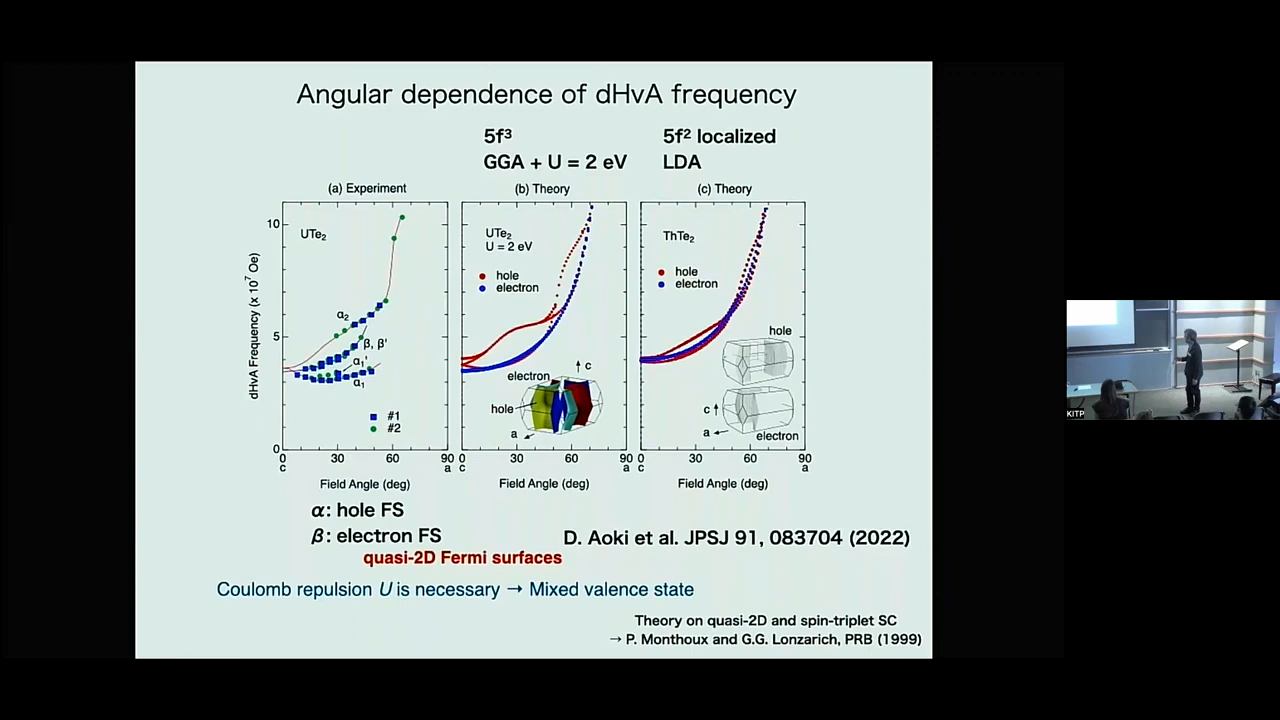 Angular dependence of dHvA frequency
5f³
GGA + U = 2 eV
5f² localized
LDA
(a) Experiment
(b) Theory
(c) Theory
dHvA Frequency (x 10⁷ Oe)
10
5
0
UTe₂
α₂
β, β'
α₁'
α₁
#1
#2
0 30 60 90
c a
Field Angle (deg)
UTe₂
U = 2 eV
hole
electron
electron
hole
c
a
0 30 60 90
c a
Field Angle (deg)
ThTe₂
hole
electron
hole
c
a
electron
0 30 60 90
c a
Field Angle (deg)
α: hole FS
β: electron FS
quasi-2D Fermi surfaces
D. Aoki et al. JPSJ 91, 083704 (2022)
Coulomb repulsion U is necessary → Mixed valence state
Theory on quasi-2D and spin-triplet SC
→ P. Monthoux and G.G. Lonzarich, PRB (1999)
KITP